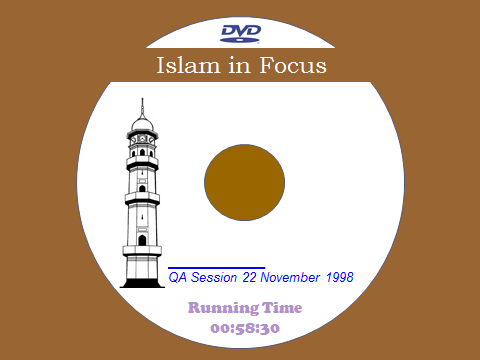 DVD
Islam in Focus
QA Session 22 November 1998
Running Time
00:58:30